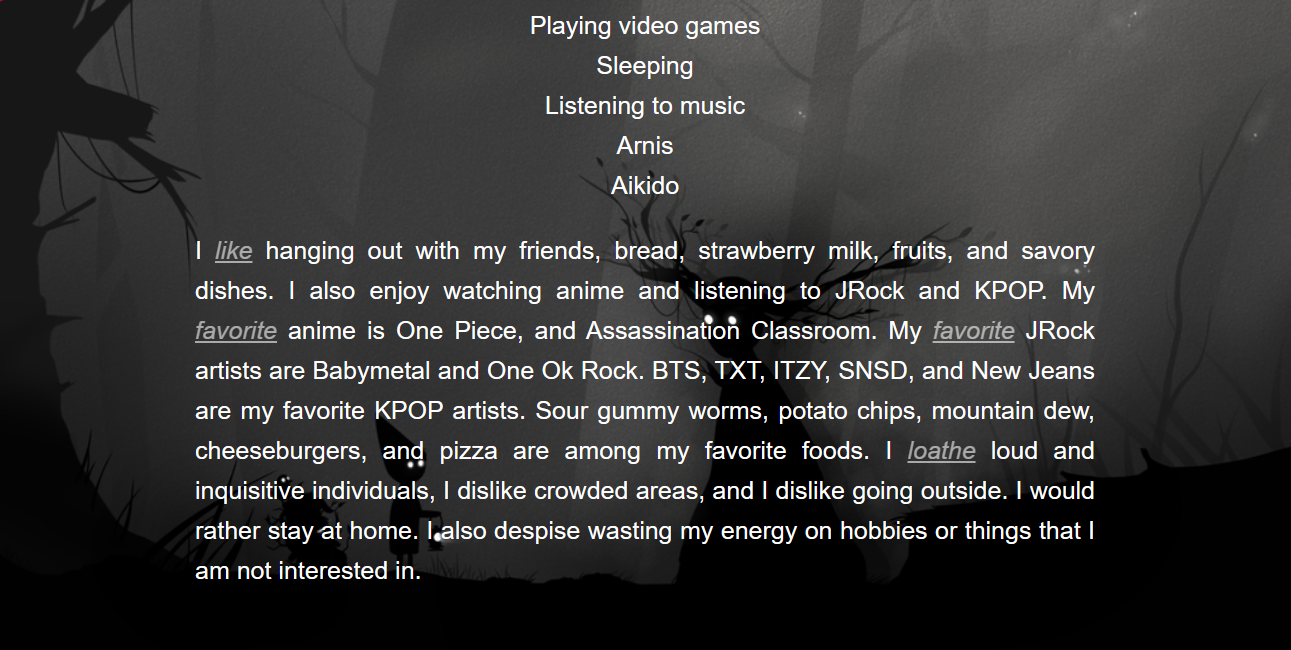 Playing video games
Sleeping
Listening to music
Arnis
Aikido
I like hanging out with my friends, bread, strawberry milk, fruits, and savory
dishes. I also enjoy watching anime and listening to JRock and KPOP. My
favorite anime is One Piece, and Assassination Classroom. My favorite JRock
artists are Babymetal and One Ok Rock. BTS, TXT, ITZY, SNSD, and New Jeans
are my favorite KPOP artists. Sour gummy worms, potato chips, mountain dew,
cheeseburgers, and pizza are among my favorite foods. I loathe loud and
inquisitive individuals, I dislike crowded areas, and I dislike going outside. I would
rather stay at home. I also despise wasting my energy on hobbies or things that I
am not interested in.